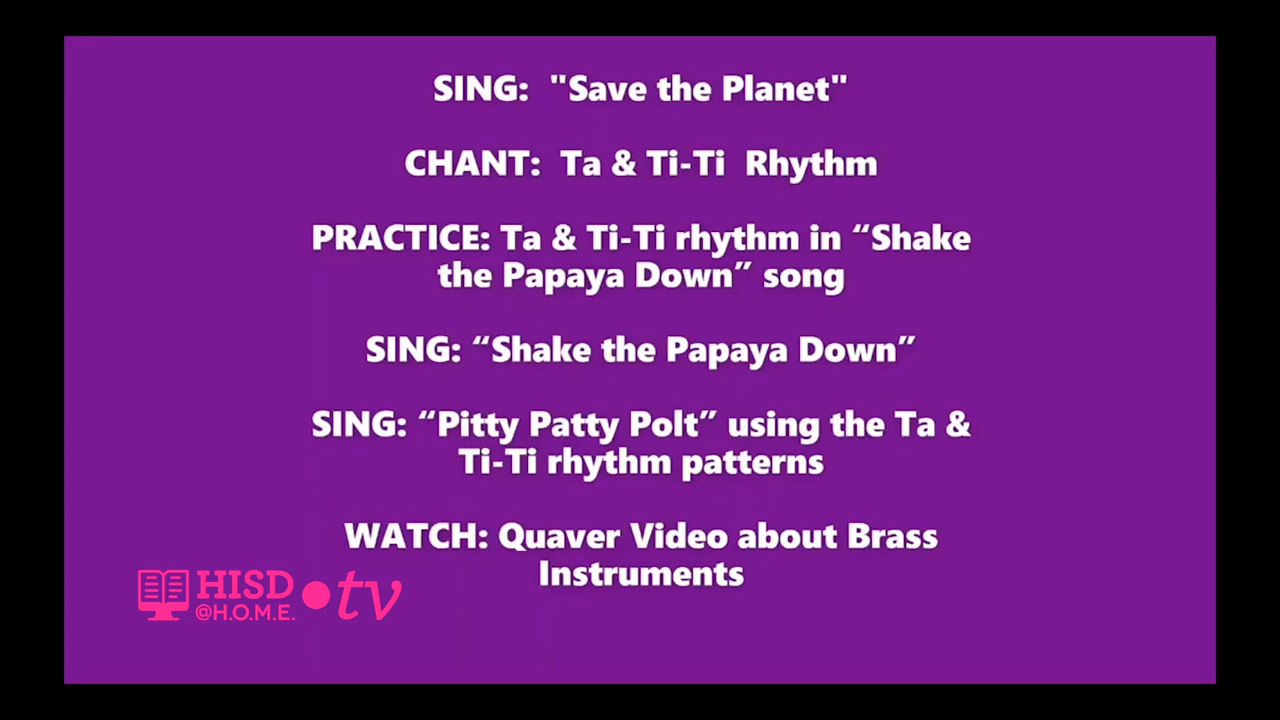 SING:  "Save the Planet"
CHANT:  Ta & Ti-Ti  Rhythm
PRACTICE: Ta & Ti-Ti rhythm in “Shake
the Papaya Down” song
SING: “Shake the Papaya Down”
SING: “Pitty Patty Polt” using the Ta &
Ti-Ti rhythm patterns
WATCH: Quaver Video about Brass
Instruments
HISD
@H.O.M.E.
•tv